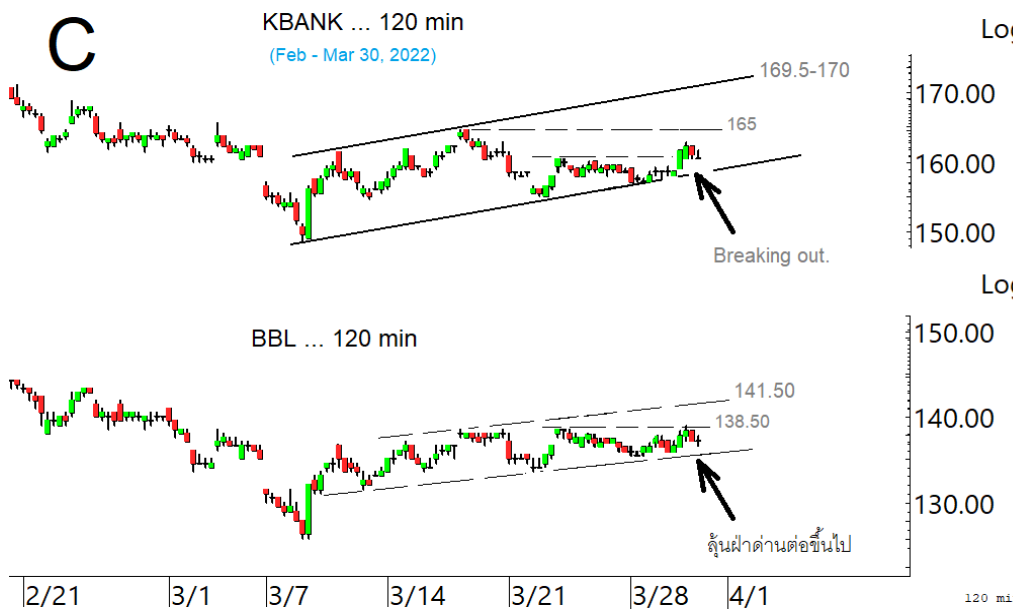 C
KBANK ... 120 min
(Feb - Mar 30, 2022)
Log
169.5-170
170.00
165
160.00
150.00
Breaking out.
Log
BBL ... 120 min
150.00
141.50
140.00
138.50
130.00
ลุ้นฝ่าด่านต่อขึ้นไป
2/21 3/1 3/7 3/14 3/21 3/28 4/1
120 min